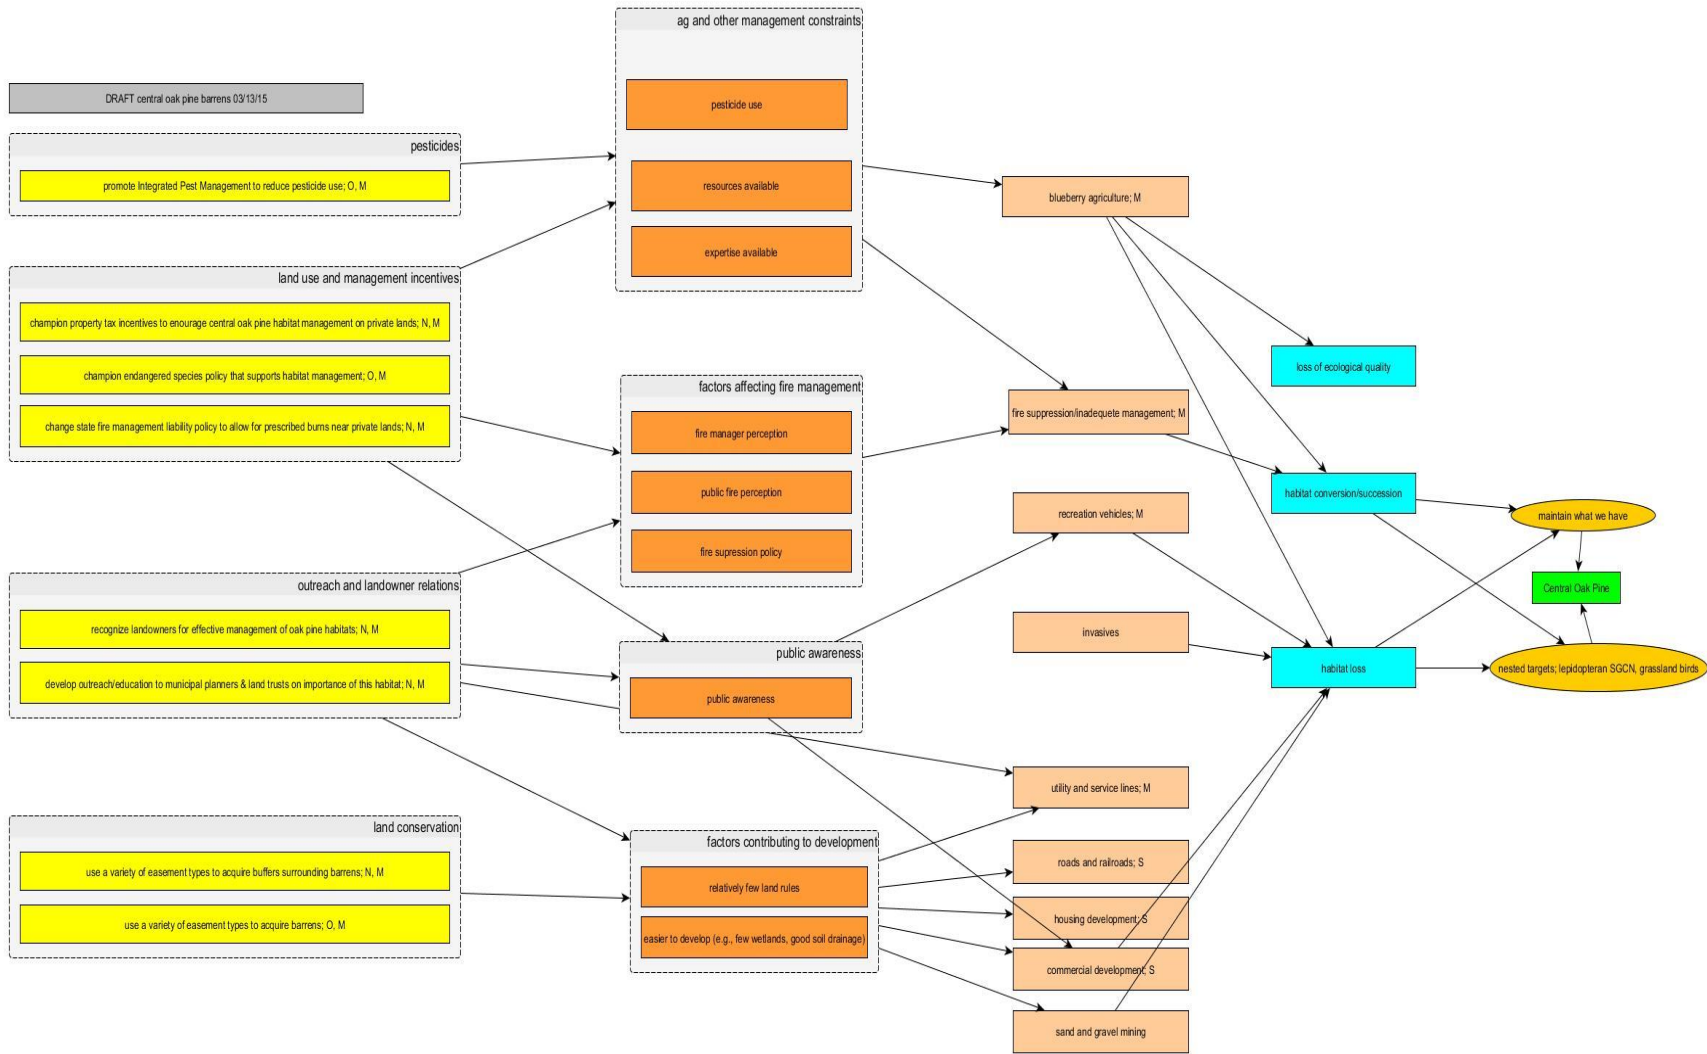 DRAFT central oak pine barrens 03/13/15
pesticides
promote Integrated Pest Management to reduce pesticide use; O, M
land use and management incentives
champion property tax incentives to enourage central oak pine habitat management on private lands; N, M
champion endangered species policy that supports habitat management; O, M
change state fire management liability policy to allow for prescribed burns near private lands; N, M
outreach and landowner relations
recognize landowners for effective management of oak pine habitats; N, M
develop outreach/education to municipal planners & land trusts on importance of this habitat; N, M
land conservation
use a variety of easement types to acquire buffers surrounding barrens; N, M
use a variety of easement types to acquire barrens; O, M
ag and other management constraints
pesticide use
resources available
expertise available
factors affecting fire management
fire manager perception
public fire perception
fire supression policy
public awareness
public awareness
factors contributing to development
relatively few land rules
easier to develop (e.g., few wetlands, good soil drainage)
blueberry agriculture; M
fire suppression/inadequete management; M
recreation vehicles; M
invasives
utility and service lines; M
roads and railroads; S
housing development; S
commercial development; S
sand and gravel mining
loss of ecological quality
habitat conversion/succession
habitat loss
maintain what we have
Central Oak Pine
nested targets; lepidopteran SGCN, grassland birds